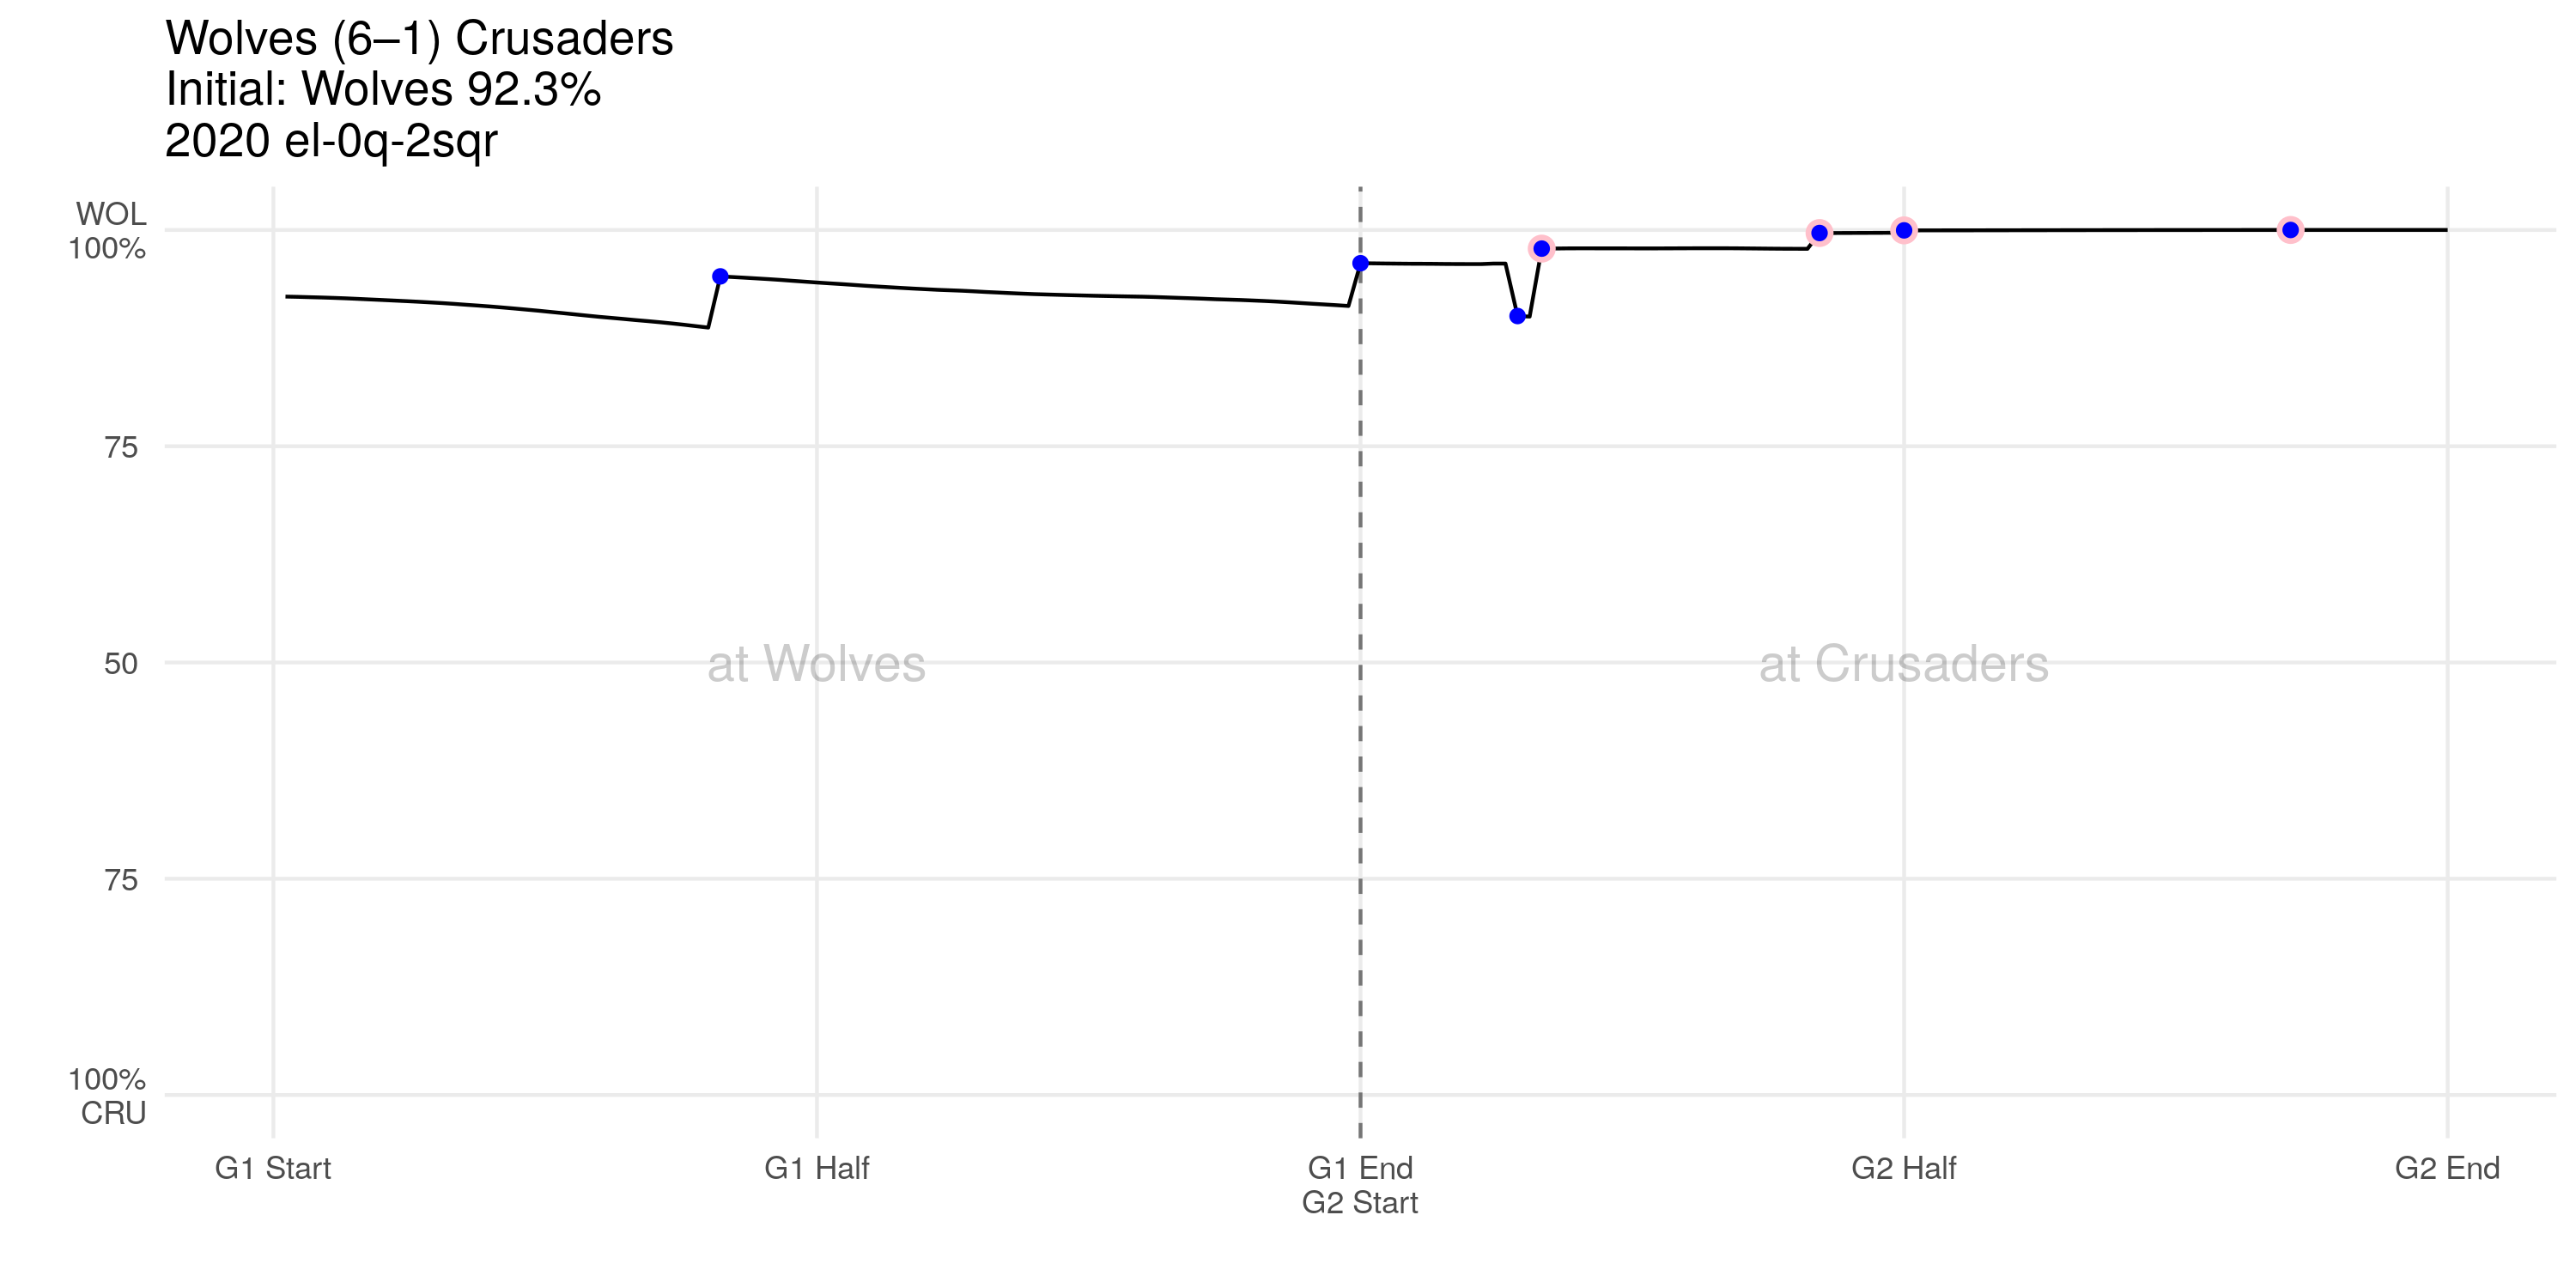 Wolves (6–1) Crusaders
Initial: Wolves 92.3%
2020 el-0q-2sqr
WOL
100%
75
50
75
100%
CRU
at Wolves
at Crusaders
G1 Start
G1 Half
G1 End
G2 Start
G2 Half
G2 End